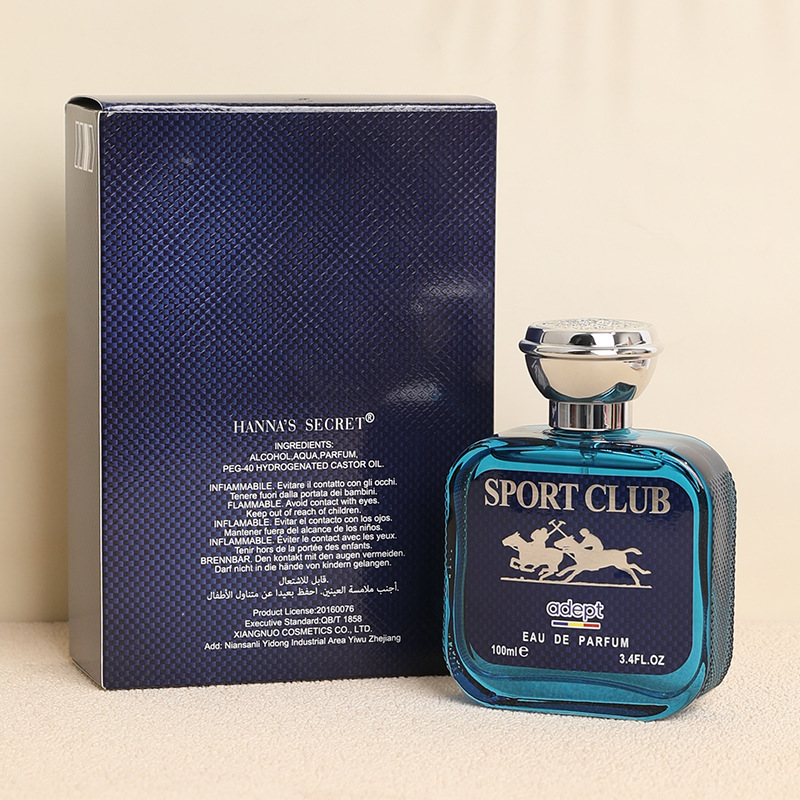 HANNA'S SECRET®
INGREDIENTS:
ALCOHOL,AQUA,PARFUM,
PEG-40 HYDROGENATED CASTOR OIL.
INFIAMMABILE. Evitare il contatto con gli occhi.
Tenere fuori dalla portata dei bambini.
FLAMMABLE. Avoid contact with eyes.
Keep out of reach of children.
INFLAMABLE. Evitar el contacto con los ojos.
Mantener fuera del alcance de los niños.
INFLAMMABLE. Éviter le contact avec les yeux.
Tenir hors de la portée des enfants.
BRENNBAR. Den kontakt mit den augen vermeiden.
Darf nicht in die hände von kindern gelangen.
قابل للاشتعال.
أجتنب ملامسة العينين. احفظ بعيدا عن متناول الأطفال.
Product License:20160076
Executive Standard:QB/T 1858
XIANGNUO COSMETICS CO., LTD.
Add: Niansanli Yidong Industrial Area Yiwu Zhejiang
SPORT CLUB
adept
EAU DE PARFUM
100ml℮
3.4FL.OZ